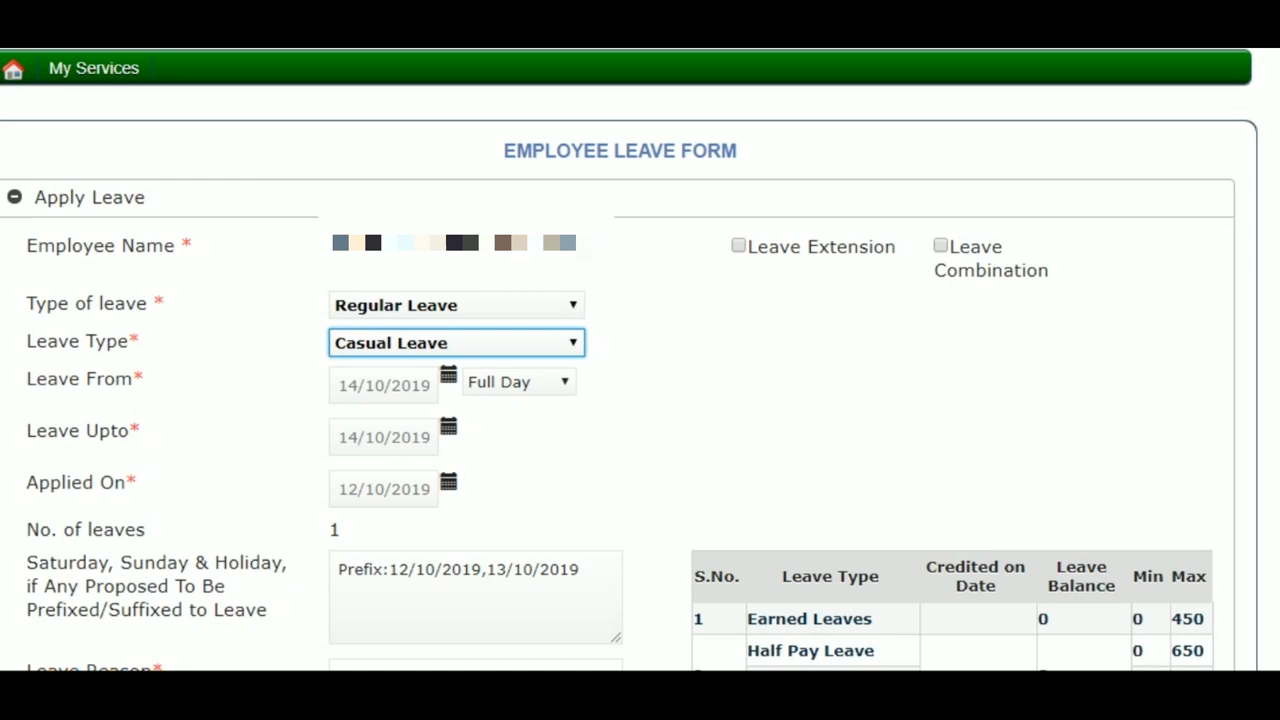 My Services
EMPLOYEE LEAVE FORM
Apply Leave
Employee Name *
Leave Extension
Leave
Combination
Type of leave *
Regular Leave
Leave Type*
Casual Leave
Leave From*
14/10/2019
Full Day
Leave Upto*
14/10/2019
Applied On*
12/10/2019
No. of leaves
1
Saturday, Sunday & Holiday,
if Any Proposed To Be
Prefixed/Suffixed to Leave
Prefix:12/10/2019,13/10/2019
S.No. Leave Type Credited on Date Leave Balance Min Max
1 Earned Leaves 0 0 450
Half Pay Leave 0 650
Leave Reason*